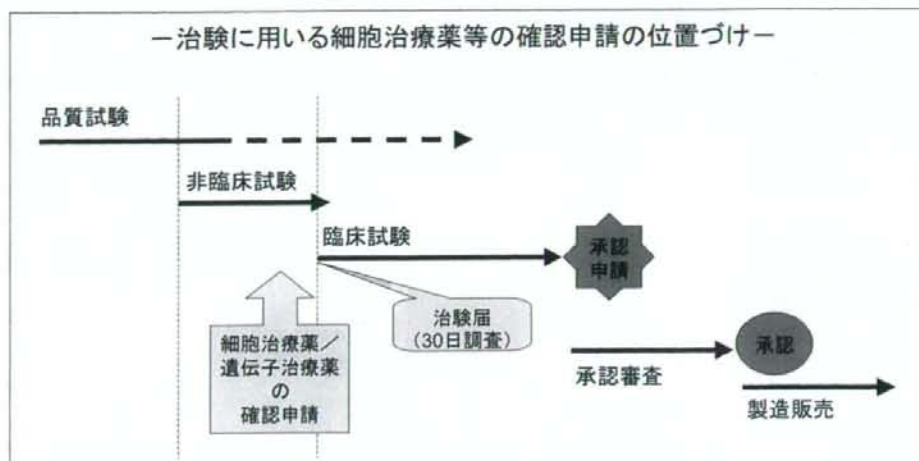 －治験に用いる細胞治療薬等の確認申請の位置づけ－
品質試験
非臨床試験
臨床試験
承認
申請
治験届
(30日調査)
細胞治療薬／
遺伝子治療薬
の
確認申請
承認審査
承認
製造販売